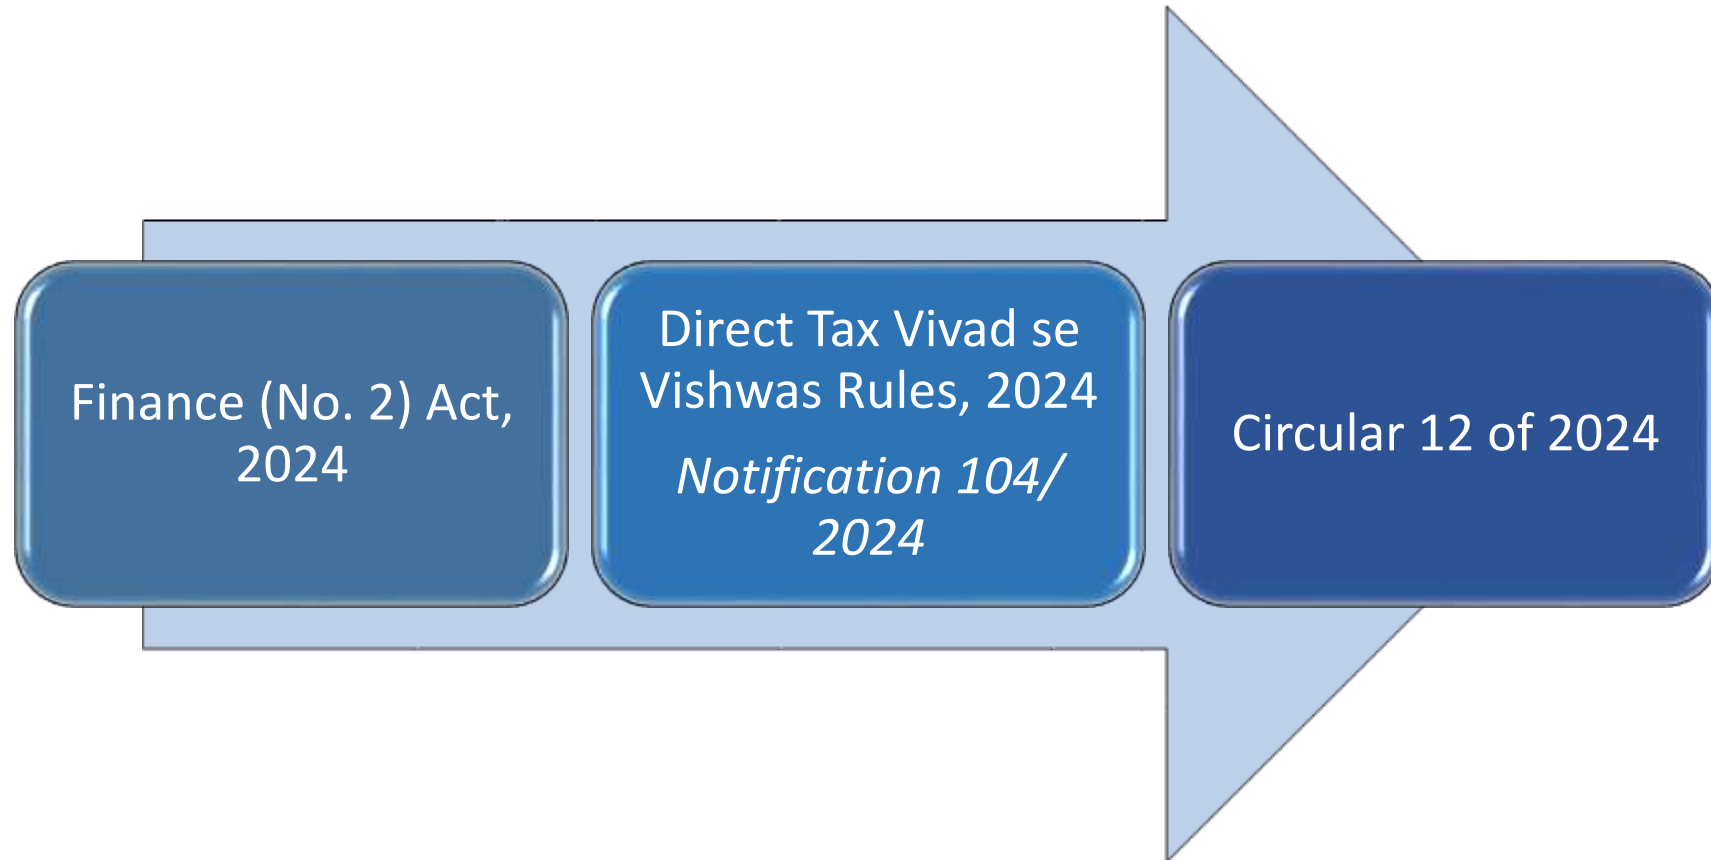 Finance (No. 2) Act,
2024
Direct Tax Vivad se
Vishwas Rules, 2024
Notification 104/
2024
Circular 12 of 2024